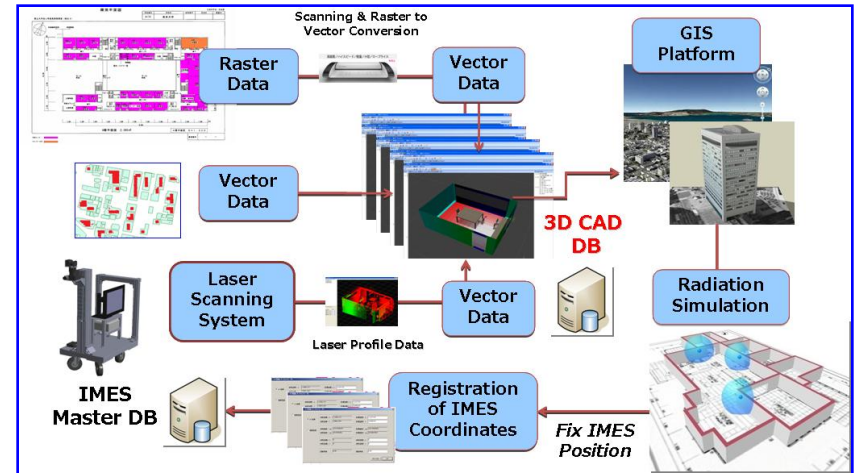 Scanning & Raster to
Vector Conversion
GIS
Platform
Raster
Data
Vector
Data
Vector
Data
3D CAD
DB
Laser
Scanning
System
Vector
Data
Radiation
Simulation
Laser Profile Data
IMES
Master DB
Registration
of IMES
Coordinates
Fix IMES
Position